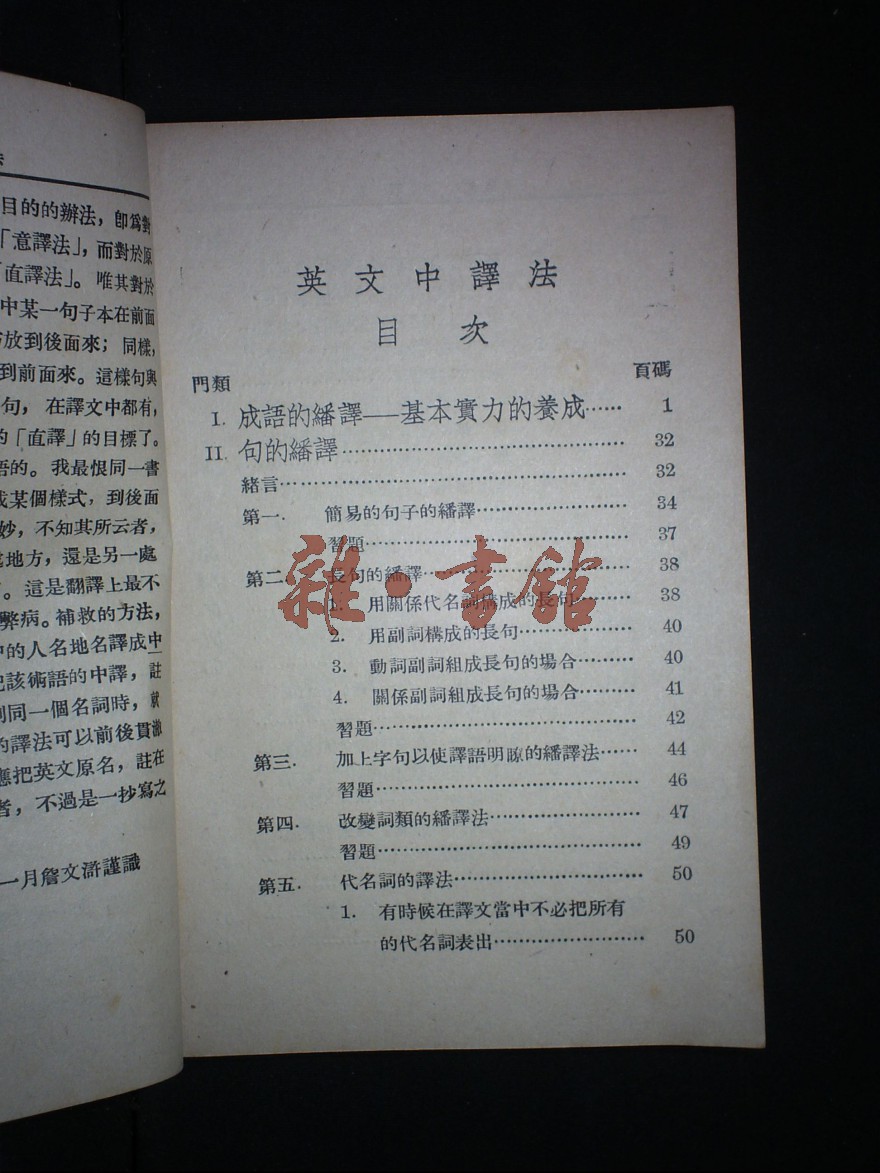 目的的辦法，卽爲對
「意譯法」，而對於原
「直譯法」。唯其對於
中某一句子本在前面
放到後面來；同樣，
到前面來。這樣句與
句，在譯文中都有，
的「直譯」的目標了。
語的。我最恨同一書
某個樣式，到後面
妙，不知其所云者，
地方，還是另一處
。這是翻譯上最不
弊病。補救的方法，
中的人名地名譯成中
該術語的中譯，註
到同一個名詞時，就
的譯法可以前後貫澈
應把英文原名，註在
者，不過是一抄寫之
一月詹文滸謹識
英文中譯法
目次
門類 頁碼
I. 成語的繙譯——基本實力的養成…… 1
II. 句的繙譯…… 32
緒言…… 32
第一. 簡易的句子的繙譯…… 34
習題…… 37
第二. 長句的繙譯…… 38
1. 用關係代名詞構成的長句…… 38
2. 用副詞構成的長句…… 40
3. 動詞副詞組成長句的場合…… 40
4. 關係副詞組成長句的場合…… 41
習題…… 42
第三. 加上字句以使譯語明瞭的繙譯法…… 44
習題…… 46
第四. 改變詞類的繙譯法…… 47
習題…… 49
第五. 代名詞的譯法…… 50
1. 有時候在譯文當中不必把所有
的代名詞表出…… 50
雜·書館